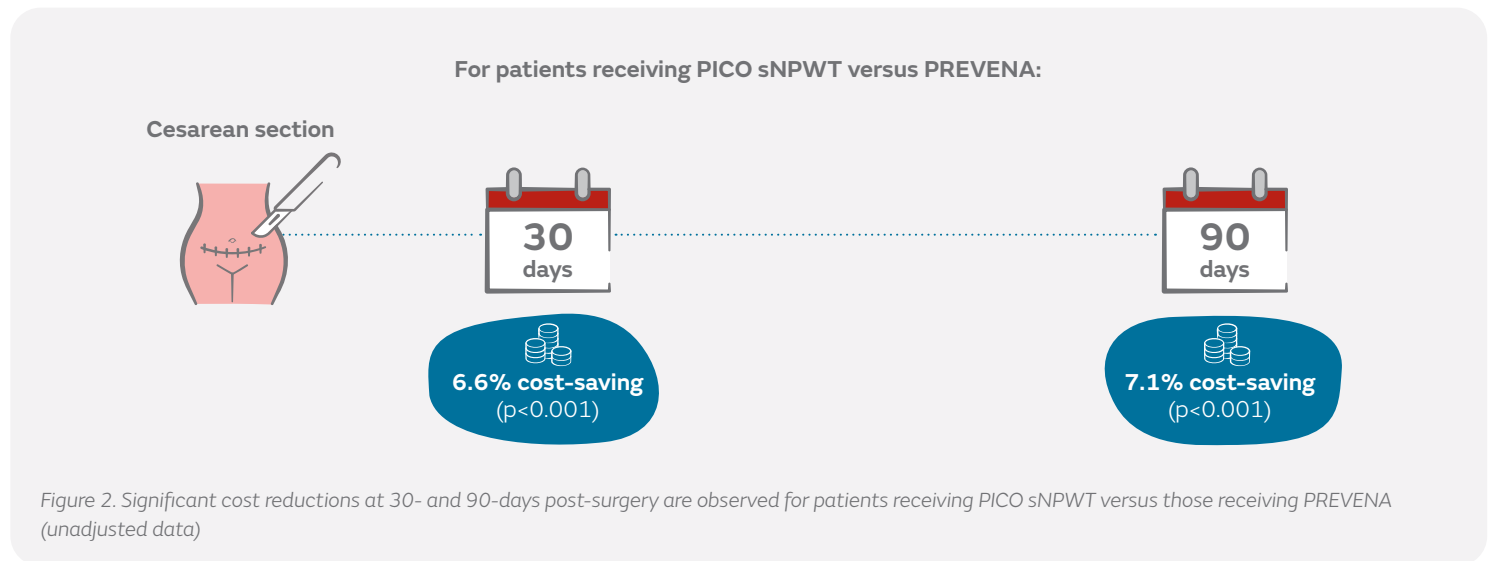 For patients receiving PICO sNPWT versus PREVENA:
Cesarean section
30
days
90
days
6.6% cost-saving
(p<0.001)
7.1% cost-saving
(p<0.001)
Figure 2. Significant cost reductions at 30- and 90-days post-surgery are observed for patients receiving PICO sNPWT versus those receiving PREVENA
(unadjusted data)